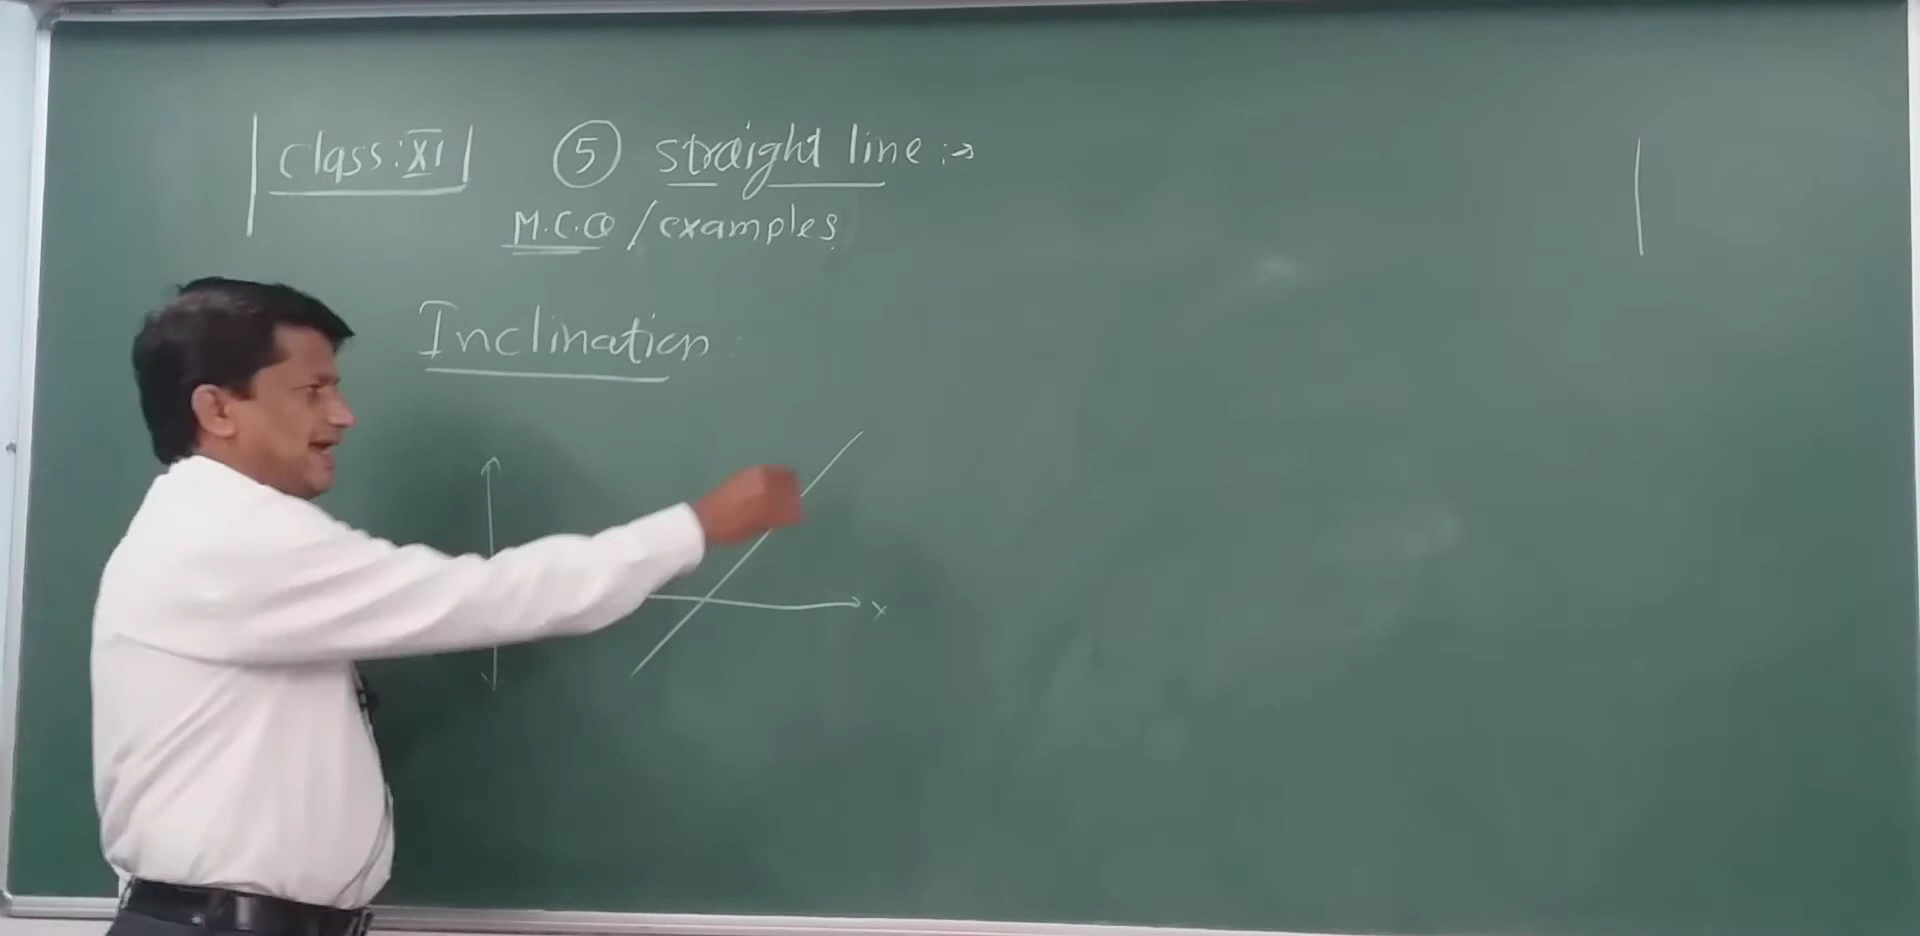 Class: XI ⑤ straight line :→
M.C.Q / examples
Inclination
x